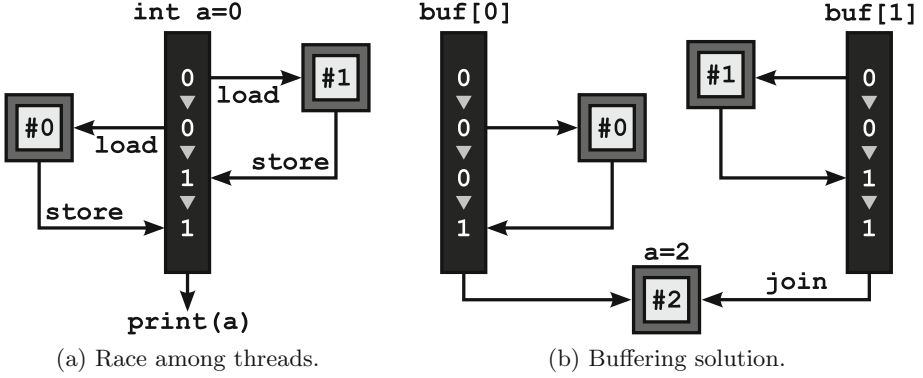 int a=0
buf[0]
buf[1]
0
#1
load
#0
0
load
store
1
store
1
print(a)
0
0
0
1
#0
#1
0
0
1
1
a=2
#2
join
(a) Race among threads.
(b) Buffering solution.